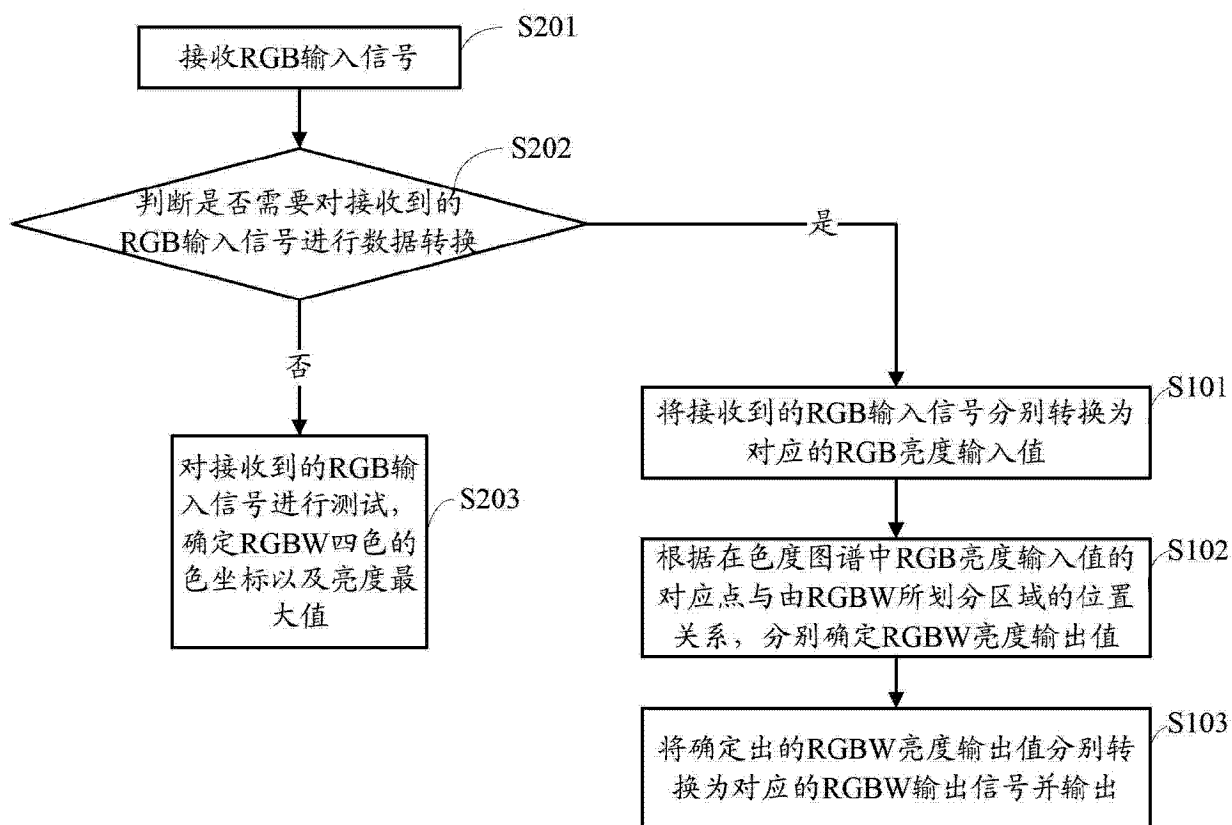 S201
接收RGB输入信号
S202
判断是否需要对接收到的
RGB输入信号进行数据转换
是
否
S203
对接收到的RGB输
入信号进行测试，
确定RGBW四色的
色坐标以及亮度最
大值
S101
将接收到的RGB输入信号分别转换为
对应的RGB亮度输入值
S102
根据在色度图谱中RGB亮度输入值的
对应点与由RGBW所划分区域的位置
关系，分别确定RGBW亮度输出值
S103
将确定出的RGBW亮度输出值分别转
换为对应的RGBW输出信号并输出